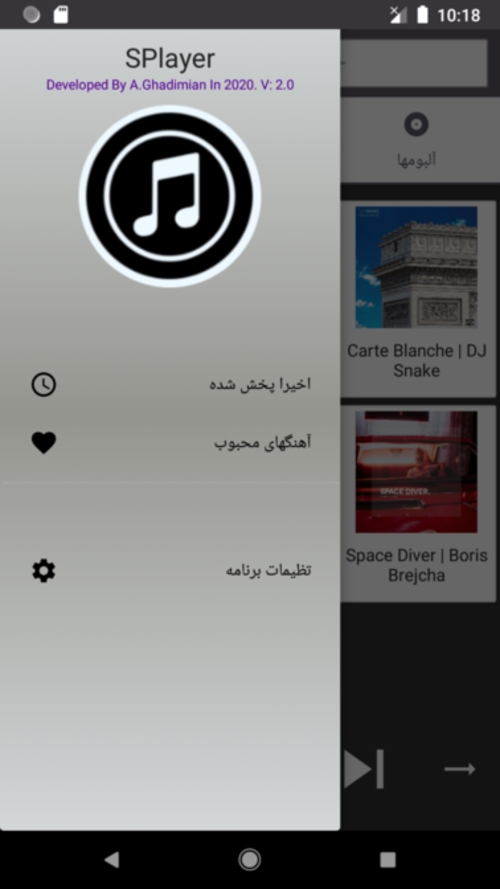 10:18
SPlayer
Developed By A.Ghadimian In 2020. V: 2.0
آلبومها
Carte Blanche | DJ
Snake
اخیرا پخش شده
آهنگهای محبوب
SPACE DIVER.
Space Diver | Boris
Brejcha
تظیمات برنامه